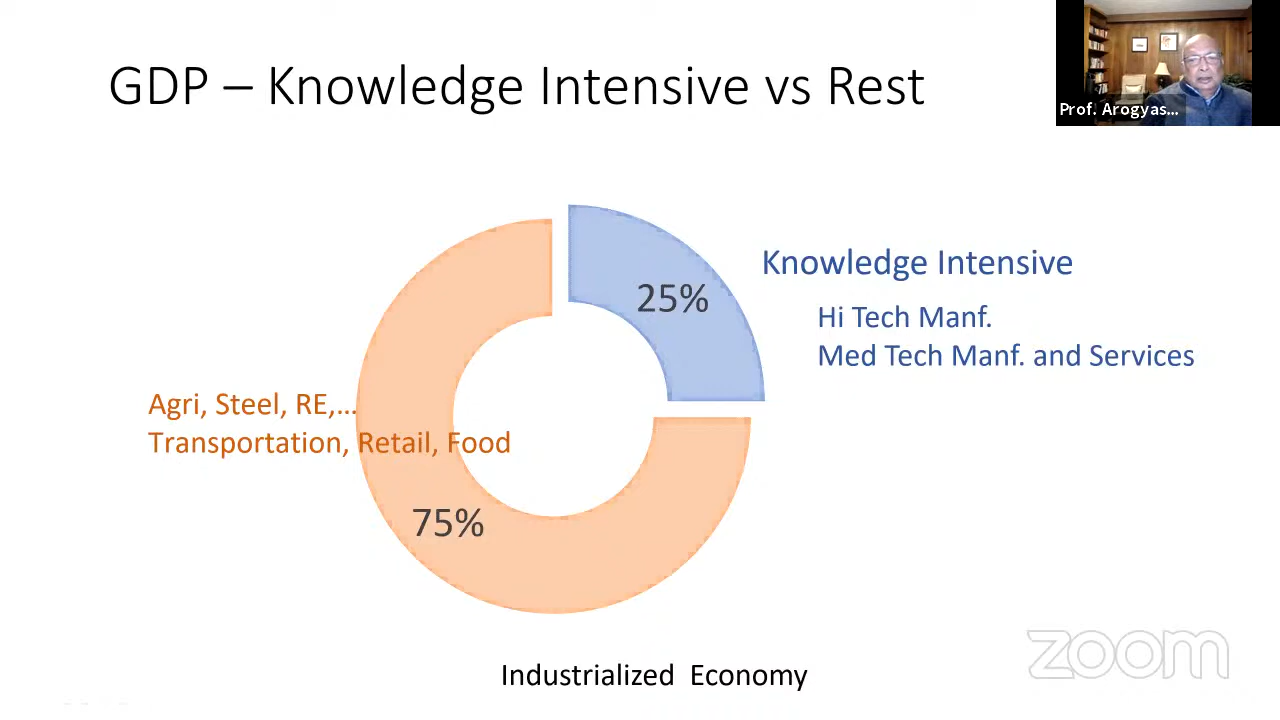 GDP – Knowledge Intensive vs Rest
Prof. Arogyas...
Knowledge Intensive
25%
Hi Tech Manf.
Med Tech Manf. and Services
Agri, Steel, RE,...
Transportation, Retail, Food
75%
Industrialized Economy
zoom